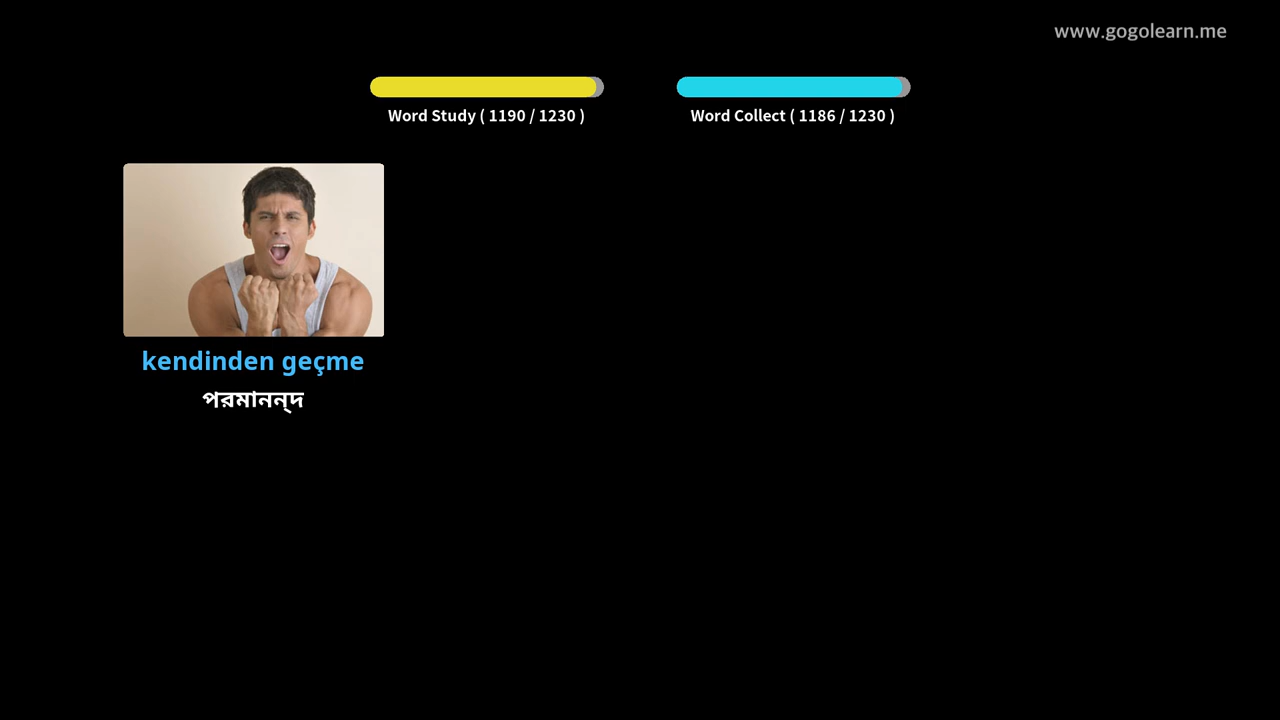 www.gogolearn.me
Word Study ( 1190 / 1230 )
Word Collect ( 1186 / 1230 )
kendinden geçme
পরমানন্দ